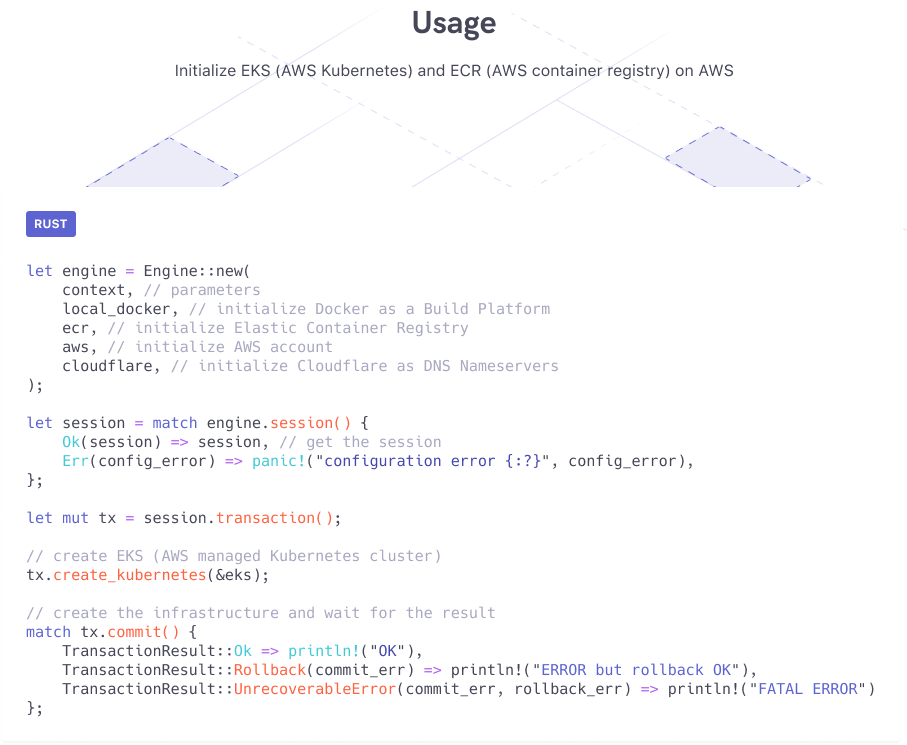 Usage
Initialize EKS (AWS Kubernetes) and ECR (AWS container registry) on AWS
RUST
let engine = Engine::new(
    context, // parameters
    local_docker, // initialize Docker as a Build Platform
    ecr, // initialize Elastic Container Registry
    aws, // initialize AWS account
    cloudflare, // initialize Cloudflare as DNS Nameservers
);
let session = match engine.session() {
    Ok(session) => session, // get the session
    Err(config_error) => panic!("configuration error {:?}", config_error),
};
let mut tx = session.transaction();
// create EKS (AWS managed Kubernetes cluster)
tx.create_kubernetes(&eks);
// create the infrastructure and wait for the result
match tx.commit() {
    TransactionResult::Ok => println!("OK"),
    TransactionResult::Rollback(commit_err) => println!("ERROR but rollback OK"),
    TransactionResult::UnrecoverableError(commit_err, rollback_err) => println!("FATAL ERROR")
};